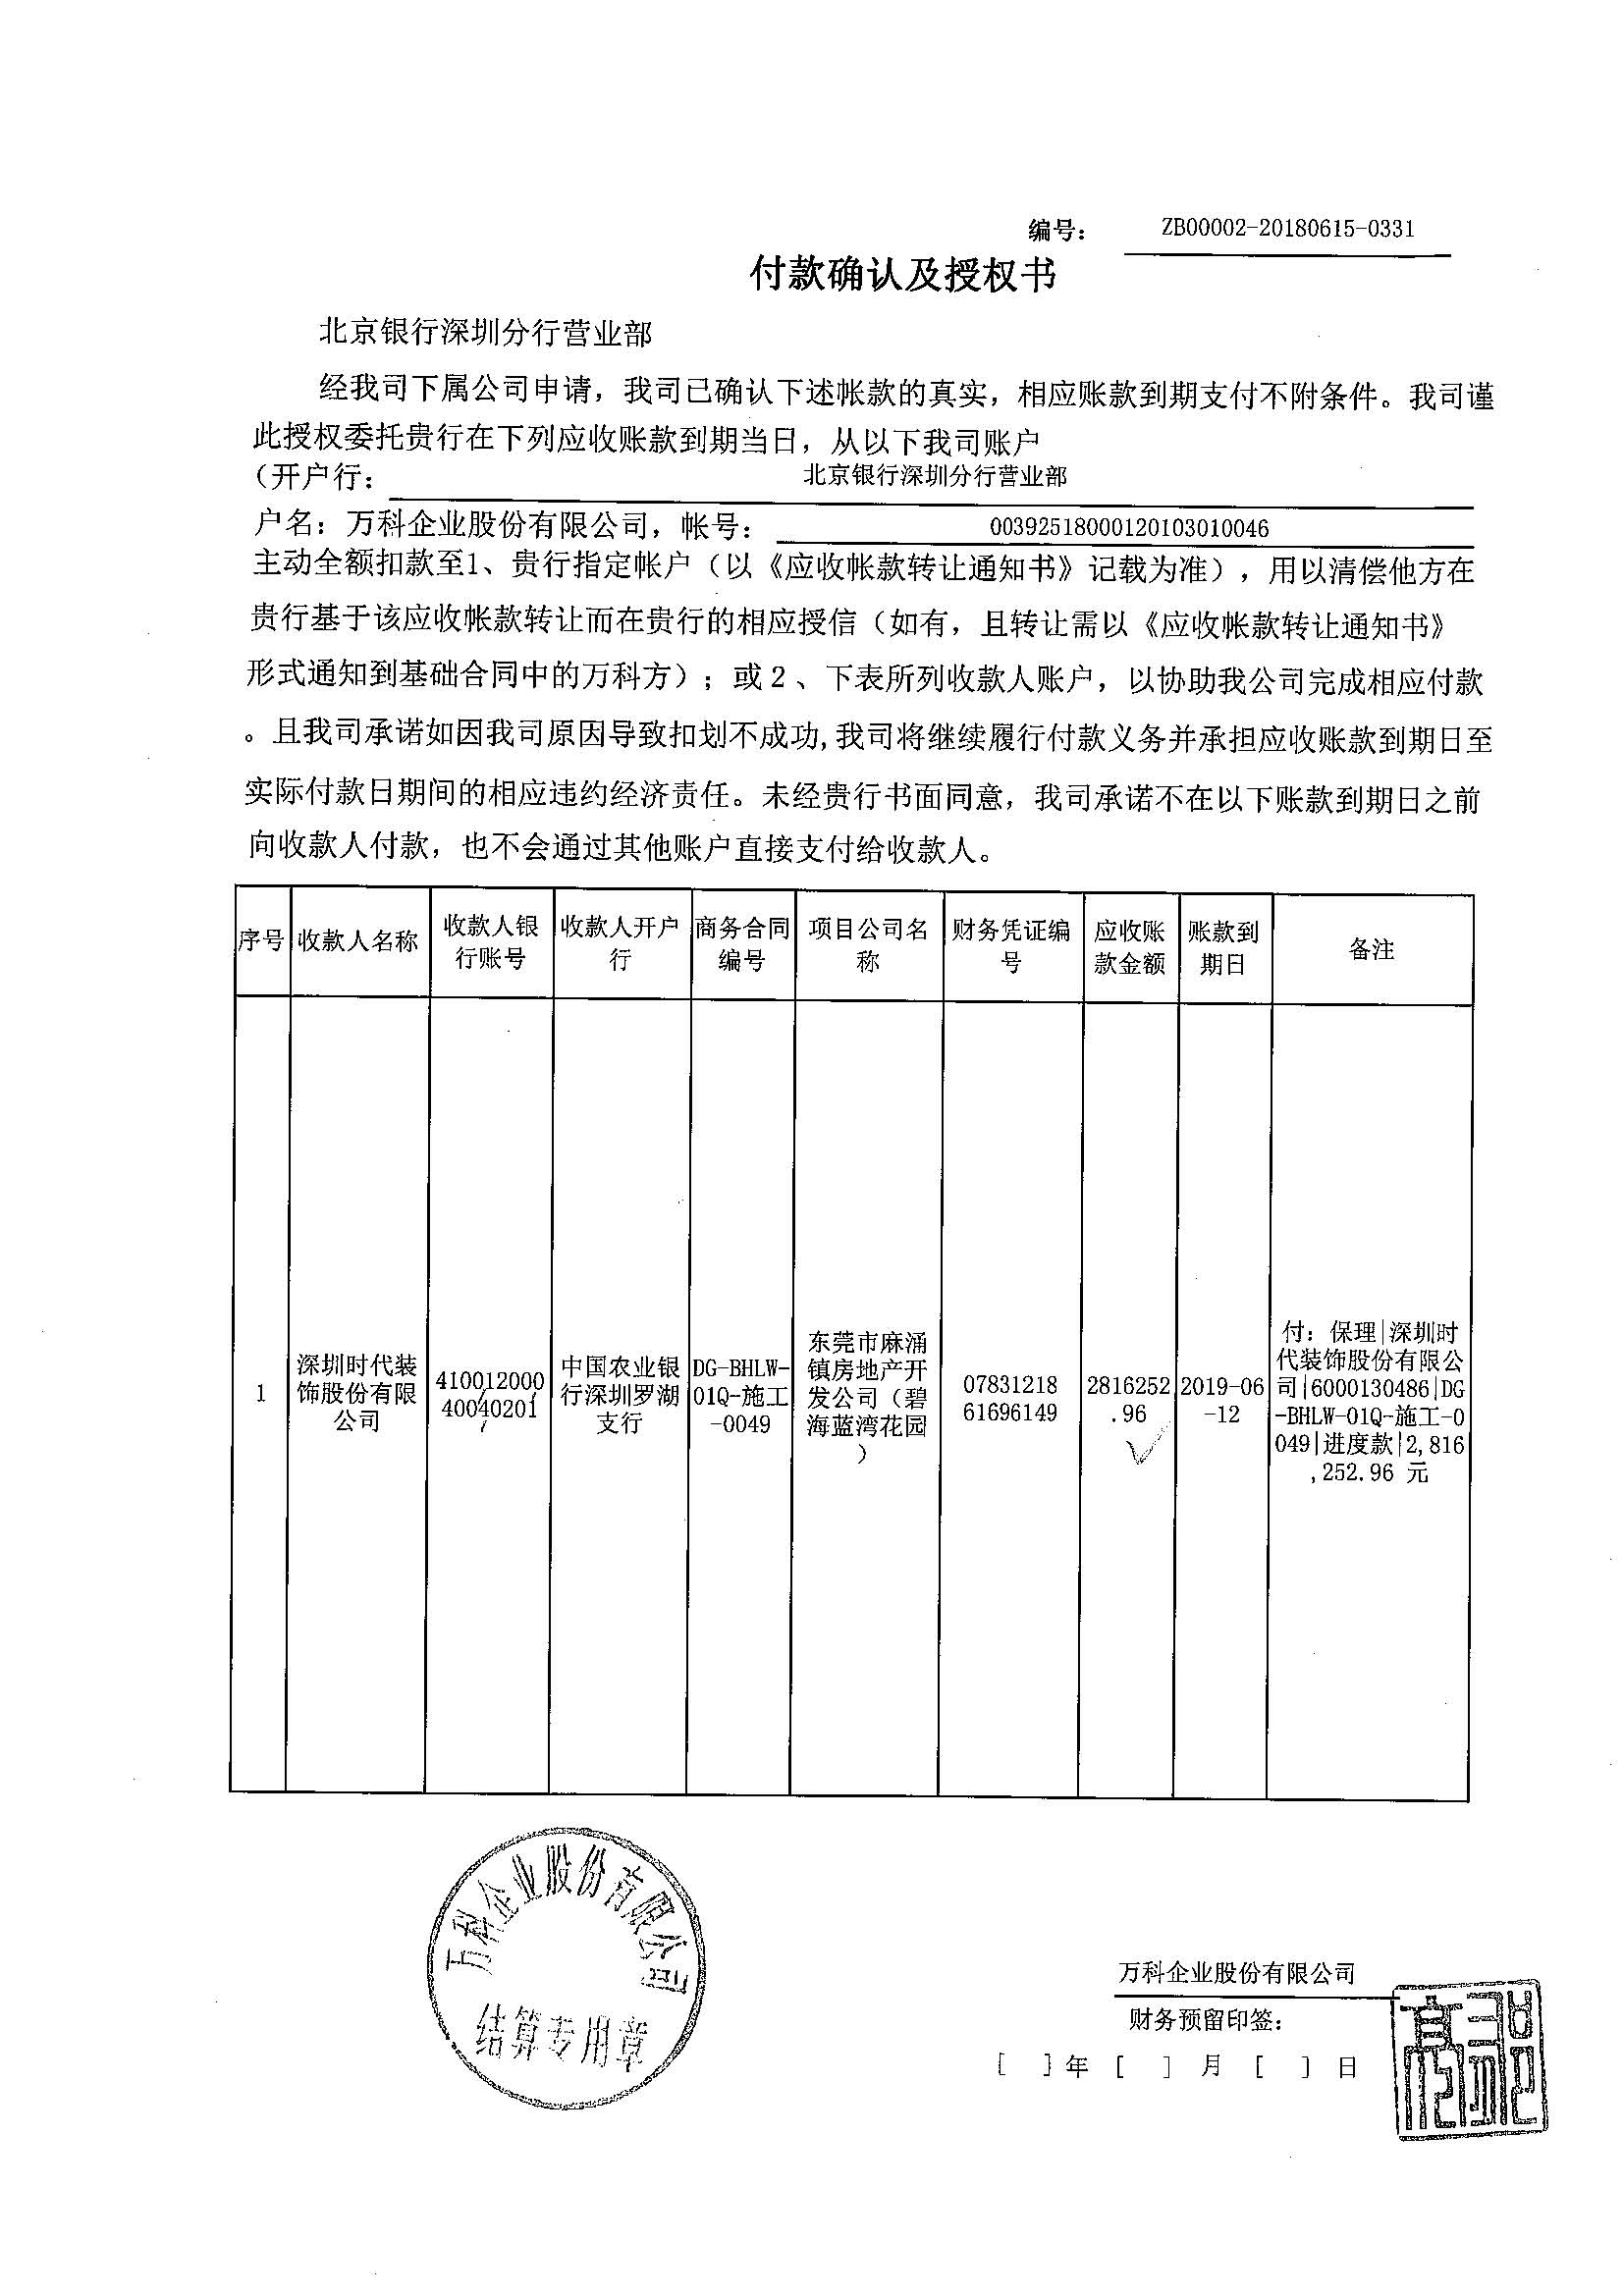 编号： ZB00002-20180615-0331
付款确认及授权书
北京银行深圳分行营业部
经我司下属公司申请，我司已确认下述帐款的真实，相应账款到期支付不附条件。我司谨
此授权委托贵行在下列应收账款到期当日，从以下我司账户
（开户行： 北京银行深圳分行营业部
户名：万科企业股份有限公司，帐号： 00392518000120103010046
主动全额扣款至1、贵行指定帐户（以《应收帐款转让通知书》记载为准），用以清偿他方在
贵行基于该应收帐款转让而在贵行的相应授信（如有，且转让需以《应收帐款转让通知书》
形式通知到基础合同中的万科方）；或2、下表所列收款人账户，以协助我公司完成相应付款
。且我司承诺如因我司原因导致扣划不成功,我司将继续履行付款义务并承担应收账款到期日至
实际付款日期间的相应违约经济责任。未经贵行书面同意，我司承诺不在以下账款到期日之前
向收款人付款，也不会通过其他账户直接支付给收款人。
序号
收款人名称
收款人银
行账号
收款人开户
行
商务合同
编号
项目公司名
称
财务凭证编
号
应收账
款金额
账款到
期日
备注
1
深圳时代装
饰股份有限
公司
410012000
40040201
中国农业银
行深圳罗湖
支行
DG-BHLW-
01Q-施工
-0049
东莞市麻涌
镇房地产开
发公司（碧
海蓝湾花园
）
07831218
61696149
2816252
.96
2019-06
-12
付：保理|深圳时
代装饰股份有限公
司|6000130486|DG
-BHLW-01Q-施工-0
049|进度款|2,816
,252.96 元
万科企业股份有限公司
结算专用章
万科企业股份有限公司
财务预留印签：
[ ]年 [ ] 月 [ ] 日